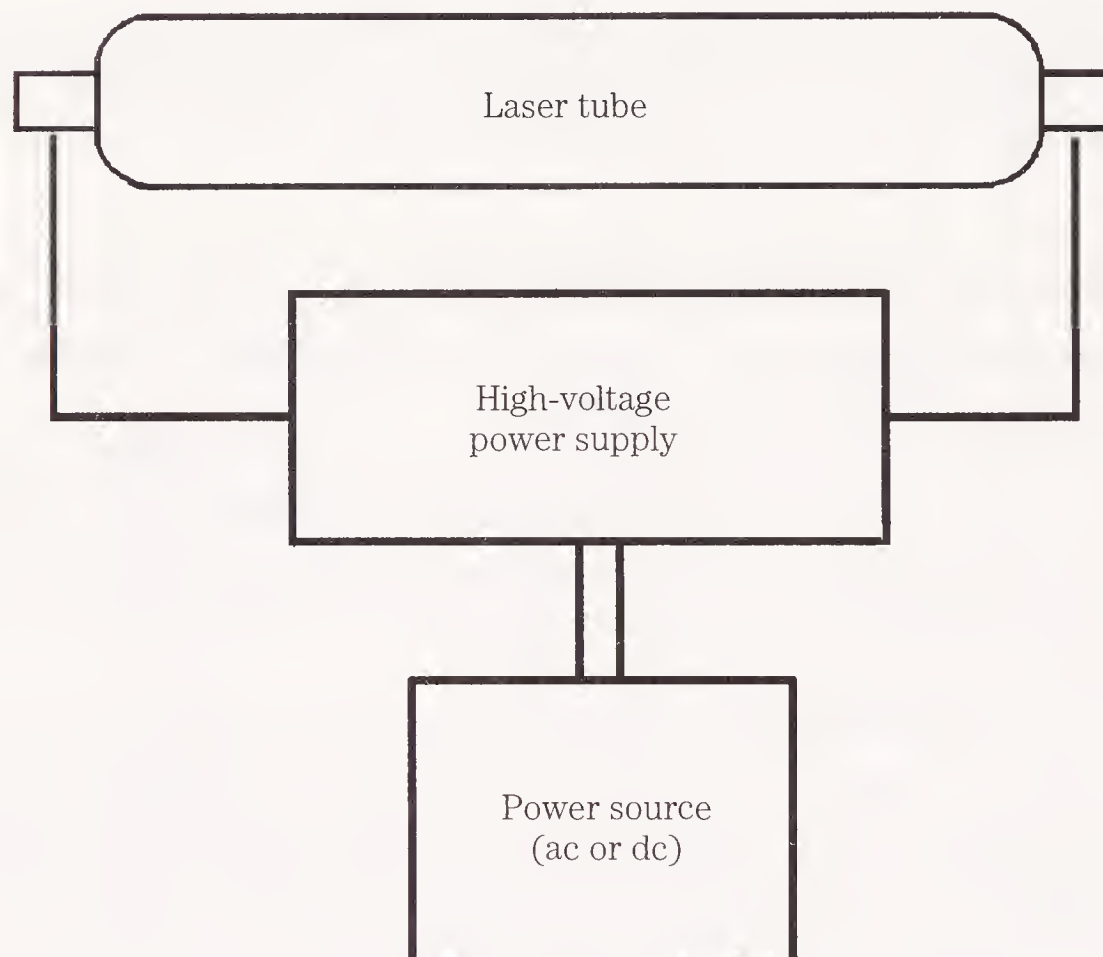 Laser tube
High-voltage
power supply
Power source
(ac or dc)